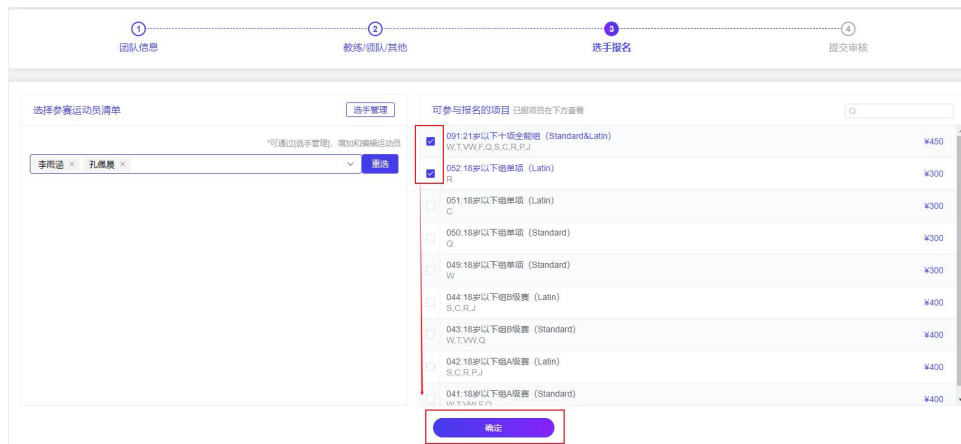 1
2
3
4
团队信息
教练/领队/其他
选手报名
提交审核
选择参赛运动员清单
选手管理
*可通过[选手管理]，增加和编辑运动员
李雨涵 × 孔佩晨 ×
重选
可参与报名的项目 已报项目在下方查看
091:21岁以下十项全能组 (Standard&Latin)
W,T,VW,F,Q,S,C,R,P,J
¥450
052:18岁以下组单项 (Latin)
R
¥300
051:18岁以下组单项 (Latin)
C
¥300
050:18岁以下组单项 (Standard)
Q
¥300
049:18岁以下组单项 (Standard)
W
¥300
044:18岁以下组B级赛 (Latin)
S,C,R,J
¥400
043:18岁以下组B级赛 (Standard)
W,T,VW,Q
¥400
042:18岁以下组A级赛 (Latin)
S,C,R,P,J
¥400
041:18岁以下组A级赛 (Standard)
W,T,VW,F,Q
¥400
确定